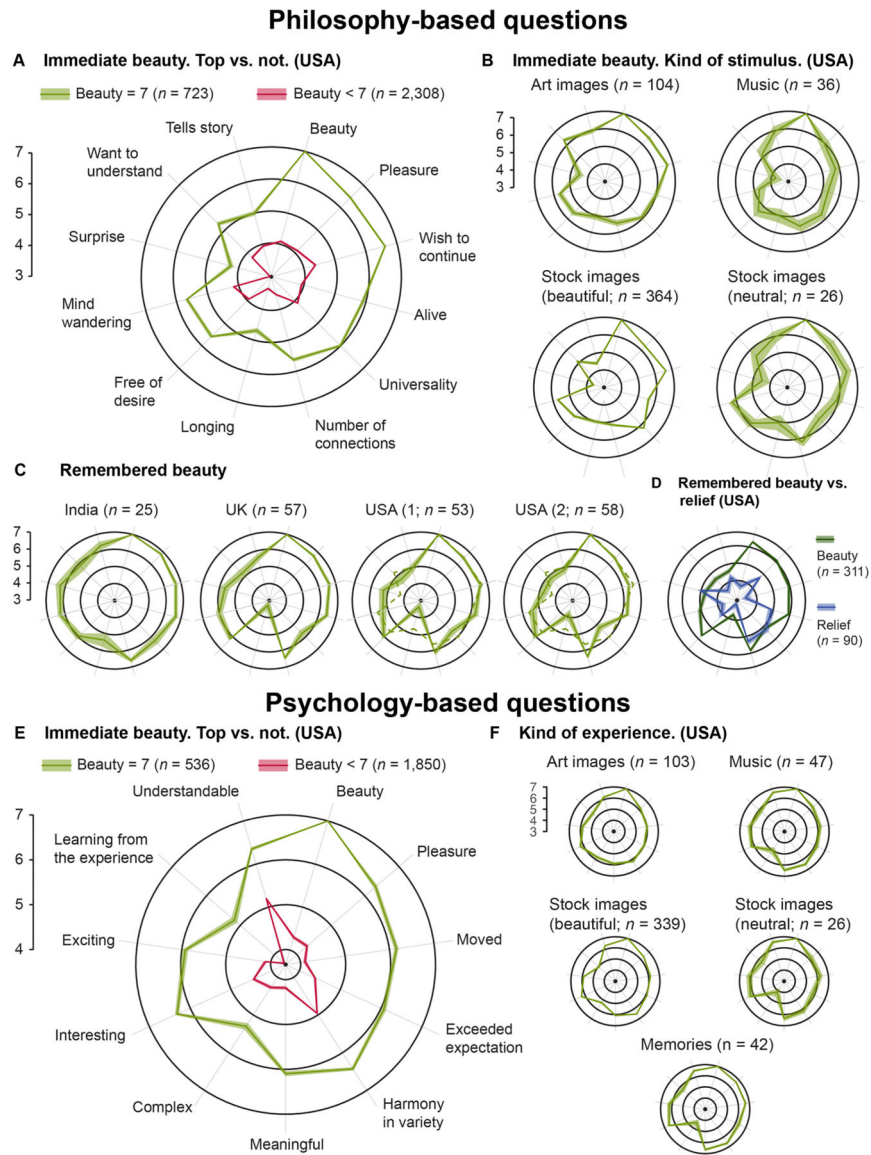 Philosophy-based questions
A Immediate beauty. Top vs. not. (USA)
Beauty = 7 (n = 723)
Beauty < 7 (n = 2,308)
Tells story
Beauty
Want to
understand
Pleasure
Surprise
Wish to
continue
Mind
wandering
Alive
Free of
desire
Universality
Longing
Number of
connections
7
6
5
4
3
B Immediate beauty. Kind of stimulus. (USA)
Art images (n = 104)
Music (n = 36)
7
6
5
4
3
Stock images
(beautiful; n = 364)
Stock images
(neutral; n = 26)
C Remembered beauty
India (n = 25)
UK (n = 57)
USA (1; n = 53)
USA (2; n = 58)
7
6
5
4
3
D Remembered beauty vs.
relief (USA)
Beauty
(n = 311)
Relief
(n = 90)
Psychology-based questions
E Immediate beauty. Top vs. not. (USA)
Beauty = 7 (n = 536)
Beauty < 7 (n = 1,850)
Understandable
Beauty
Learning from
the experience
Pleasure
Exciting
Moved
Interesting
Exceeded
expectation
Complex
Harmony
in variety
Meaningful
7
6
5
4
F Kind of experience. (USA)
Art images (n = 103)
Music (n = 47)
7
6
5
4
3
Stock images
(beautiful; n = 339)
Stock images
(neutral; n = 26)
Memories (n = 42)